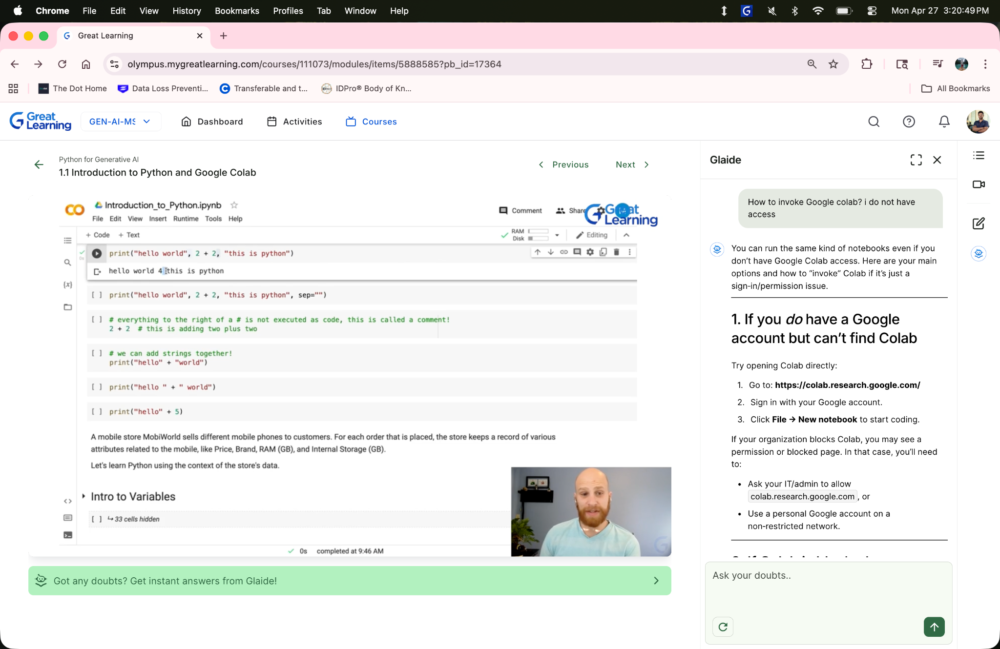 Chrome File Edit View History Bookmarks Profiles Tab Window Help Mon Apr 27 3:20:49 PM
Great Learning
olympus.mygreatlearning.com/courses/111073/modules/items/5888585?pb_id=17364
The Dot Home Data Loss Preventi... Transferable and t... IDPro® Body of Kn... All Bookmarks
Great Learning GEN-AI-MS Dashboard Activities Courses
Python for Generative AI
1.1 Introduction to Python and Google Colab
Previous Next
Introduction_to_Python.ipynb
File Edit View Insert Runtime Tools Help
Comment Share
Great Learning
+ Code + Text
RAM
Disk
Editing
print("hello world", 2 + 2, "this is python")
0s
hello world 4 this is python
{x}
[ ] print("hello world", 2 + 2, "this is python", sep="")
[ ] # everything to the right of a # is not executed as code, this is called a comment!
2 + 2 # this is adding two plus two
[ ] # we can add strings together!
print("hello" + "world")
[ ] print("hello " + " world")
[ ] print("hello" + 5)
A mobile store MobiWorld sells different mobile phones to customers. For each order that is placed, the store keeps a record of various
attributes related to the mobile, like Price, Brand, RAM (GB), and Internal Storage (GB).
Let's learn Python using the context of the store's data.
Intro to Variables
[ ] ↳ 33 cells hidden
0s completed at 9:46 AM
Got any doubts? Get instant answers from Glaide!
Glaide
How to invoke Google colab? i do not have
access
You can run the same kind of notebooks even if you
don’t have Google Colab access. Here are your main
options and how to “invoke” Colab if it’s just a
sign-in/permission issue.
1. If you do have a Google
account but can’t find Colab
Try opening Colab directly:
1. Go to: https://colab.research.google.com/
2. Sign in with your Google account.
3. Click File → New notebook to start coding.
If your organization blocks Colab, you may see a
permission or blocked page. In that case, you’ll need
to:
• Ask your IT/admin to allow
colab.research.google.com , or
• Use a personal Google account on a
non-restricted network.
Ask your doubts..